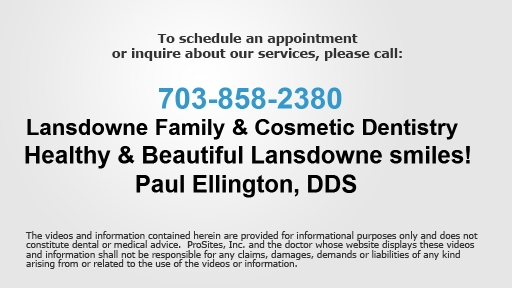 To schedule an appointment
or inquire about our services, please call:
703-858-2380
Lansdowne Family & Cosmetic Dentistry
Healthy & Beautiful Lansdowne smiles!
Paul Ellington, DDS
The videos and information contained herein are provided for informational purposes only and does not
constitute dental or medical advice.  ProSites, Inc. and the doctor whose website displays these videos
and information shall not be responsible for any claims, damages, demands or liabilities of any kind
arising from or related to the use of the videos or information.